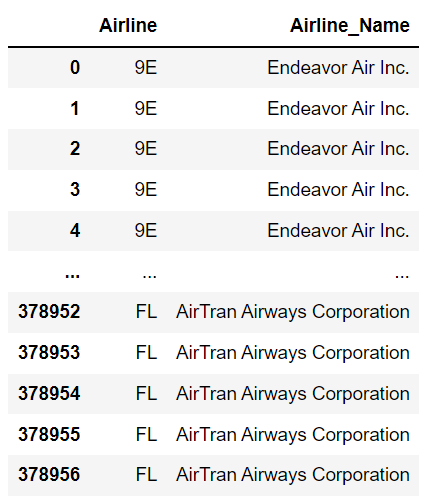 Airline Airline_Name
0 9E Endeavor Air Inc.
1 9E Endeavor Air Inc.
2 9E Endeavor Air Inc.
3 9E Endeavor Air Inc.
4 9E Endeavor Air Inc.
... ... ...
378952 FL AirTran Airways Corporation
378953 FL AirTran Airways Corporation
378954 FL AirTran Airways Corporation
378955 FL AirTran Airways Corporation
378956 FL AirTran Airways Corporation